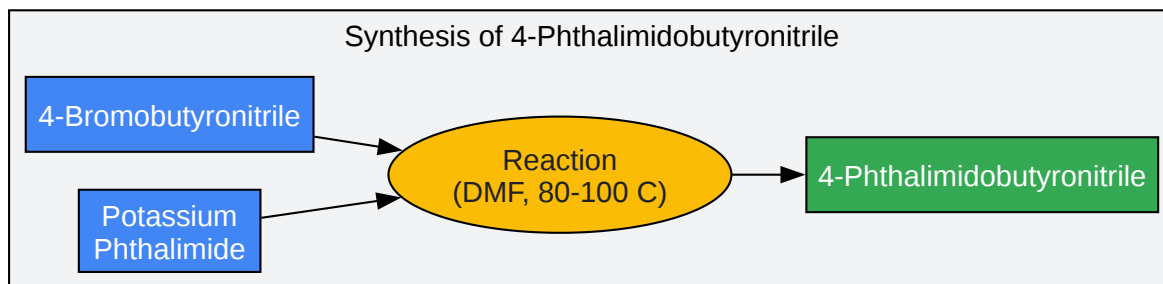 Synthesis of 4-Phthalimidobutyronitrile
4-Bromobutyronitrile
Potassium
Phthalimide
Reaction
(DMF, 80-100 C)
4-Phthalimidobutyronitrile